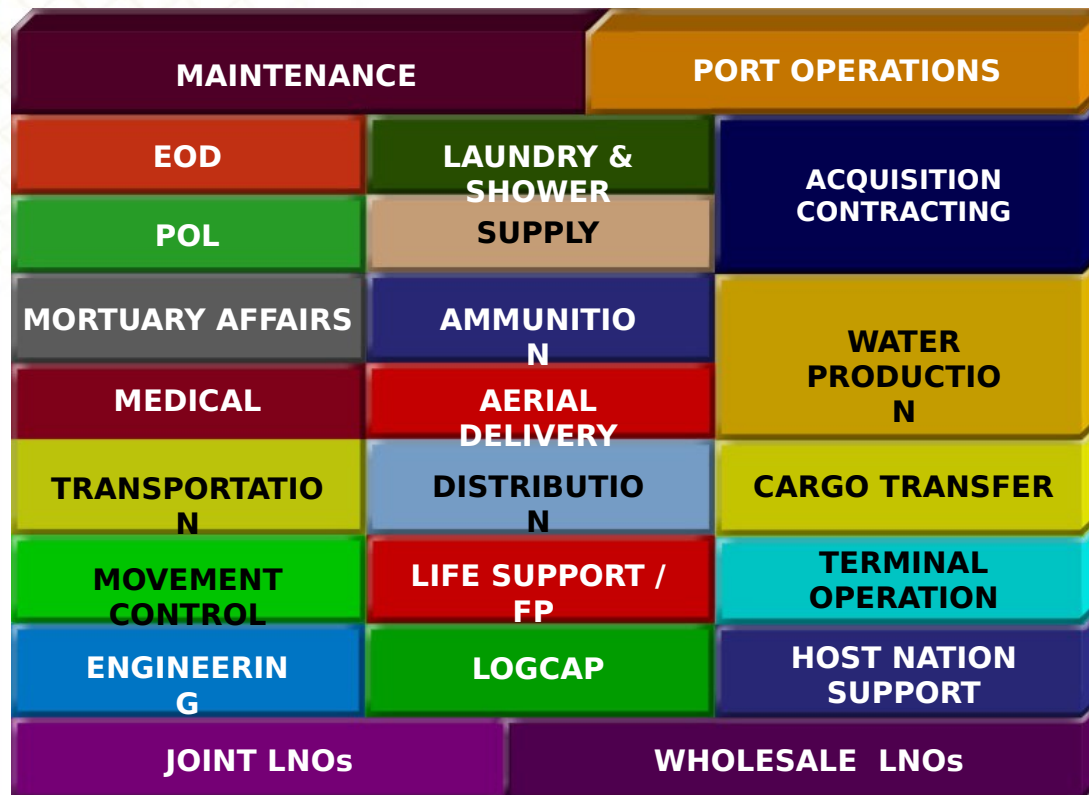 MAINTENANCE
PORT OPERATIONS
EOD
LAUNDRY &
SHOWER
ACQUISITION
CONTRACTING
POL
SUPPLY
MORTUARY AFFAIRS
AMMUNITIO
N
WATER
PRODUCTIO
N
MEDICAL
AERIAL
DELIVERY
TRANSPORTATIO
N
DISTRIBUTIO
N
CARGO TRANSFER
MOVEMENT
CONTROL
LIFE SUPPORT /
FP
TERMINAL
OPERATION
ENGINEERIN
G
LOGCAP
HOST NATION
SUPPORT
JOINT LNOs
WHOLESALE  LNOs